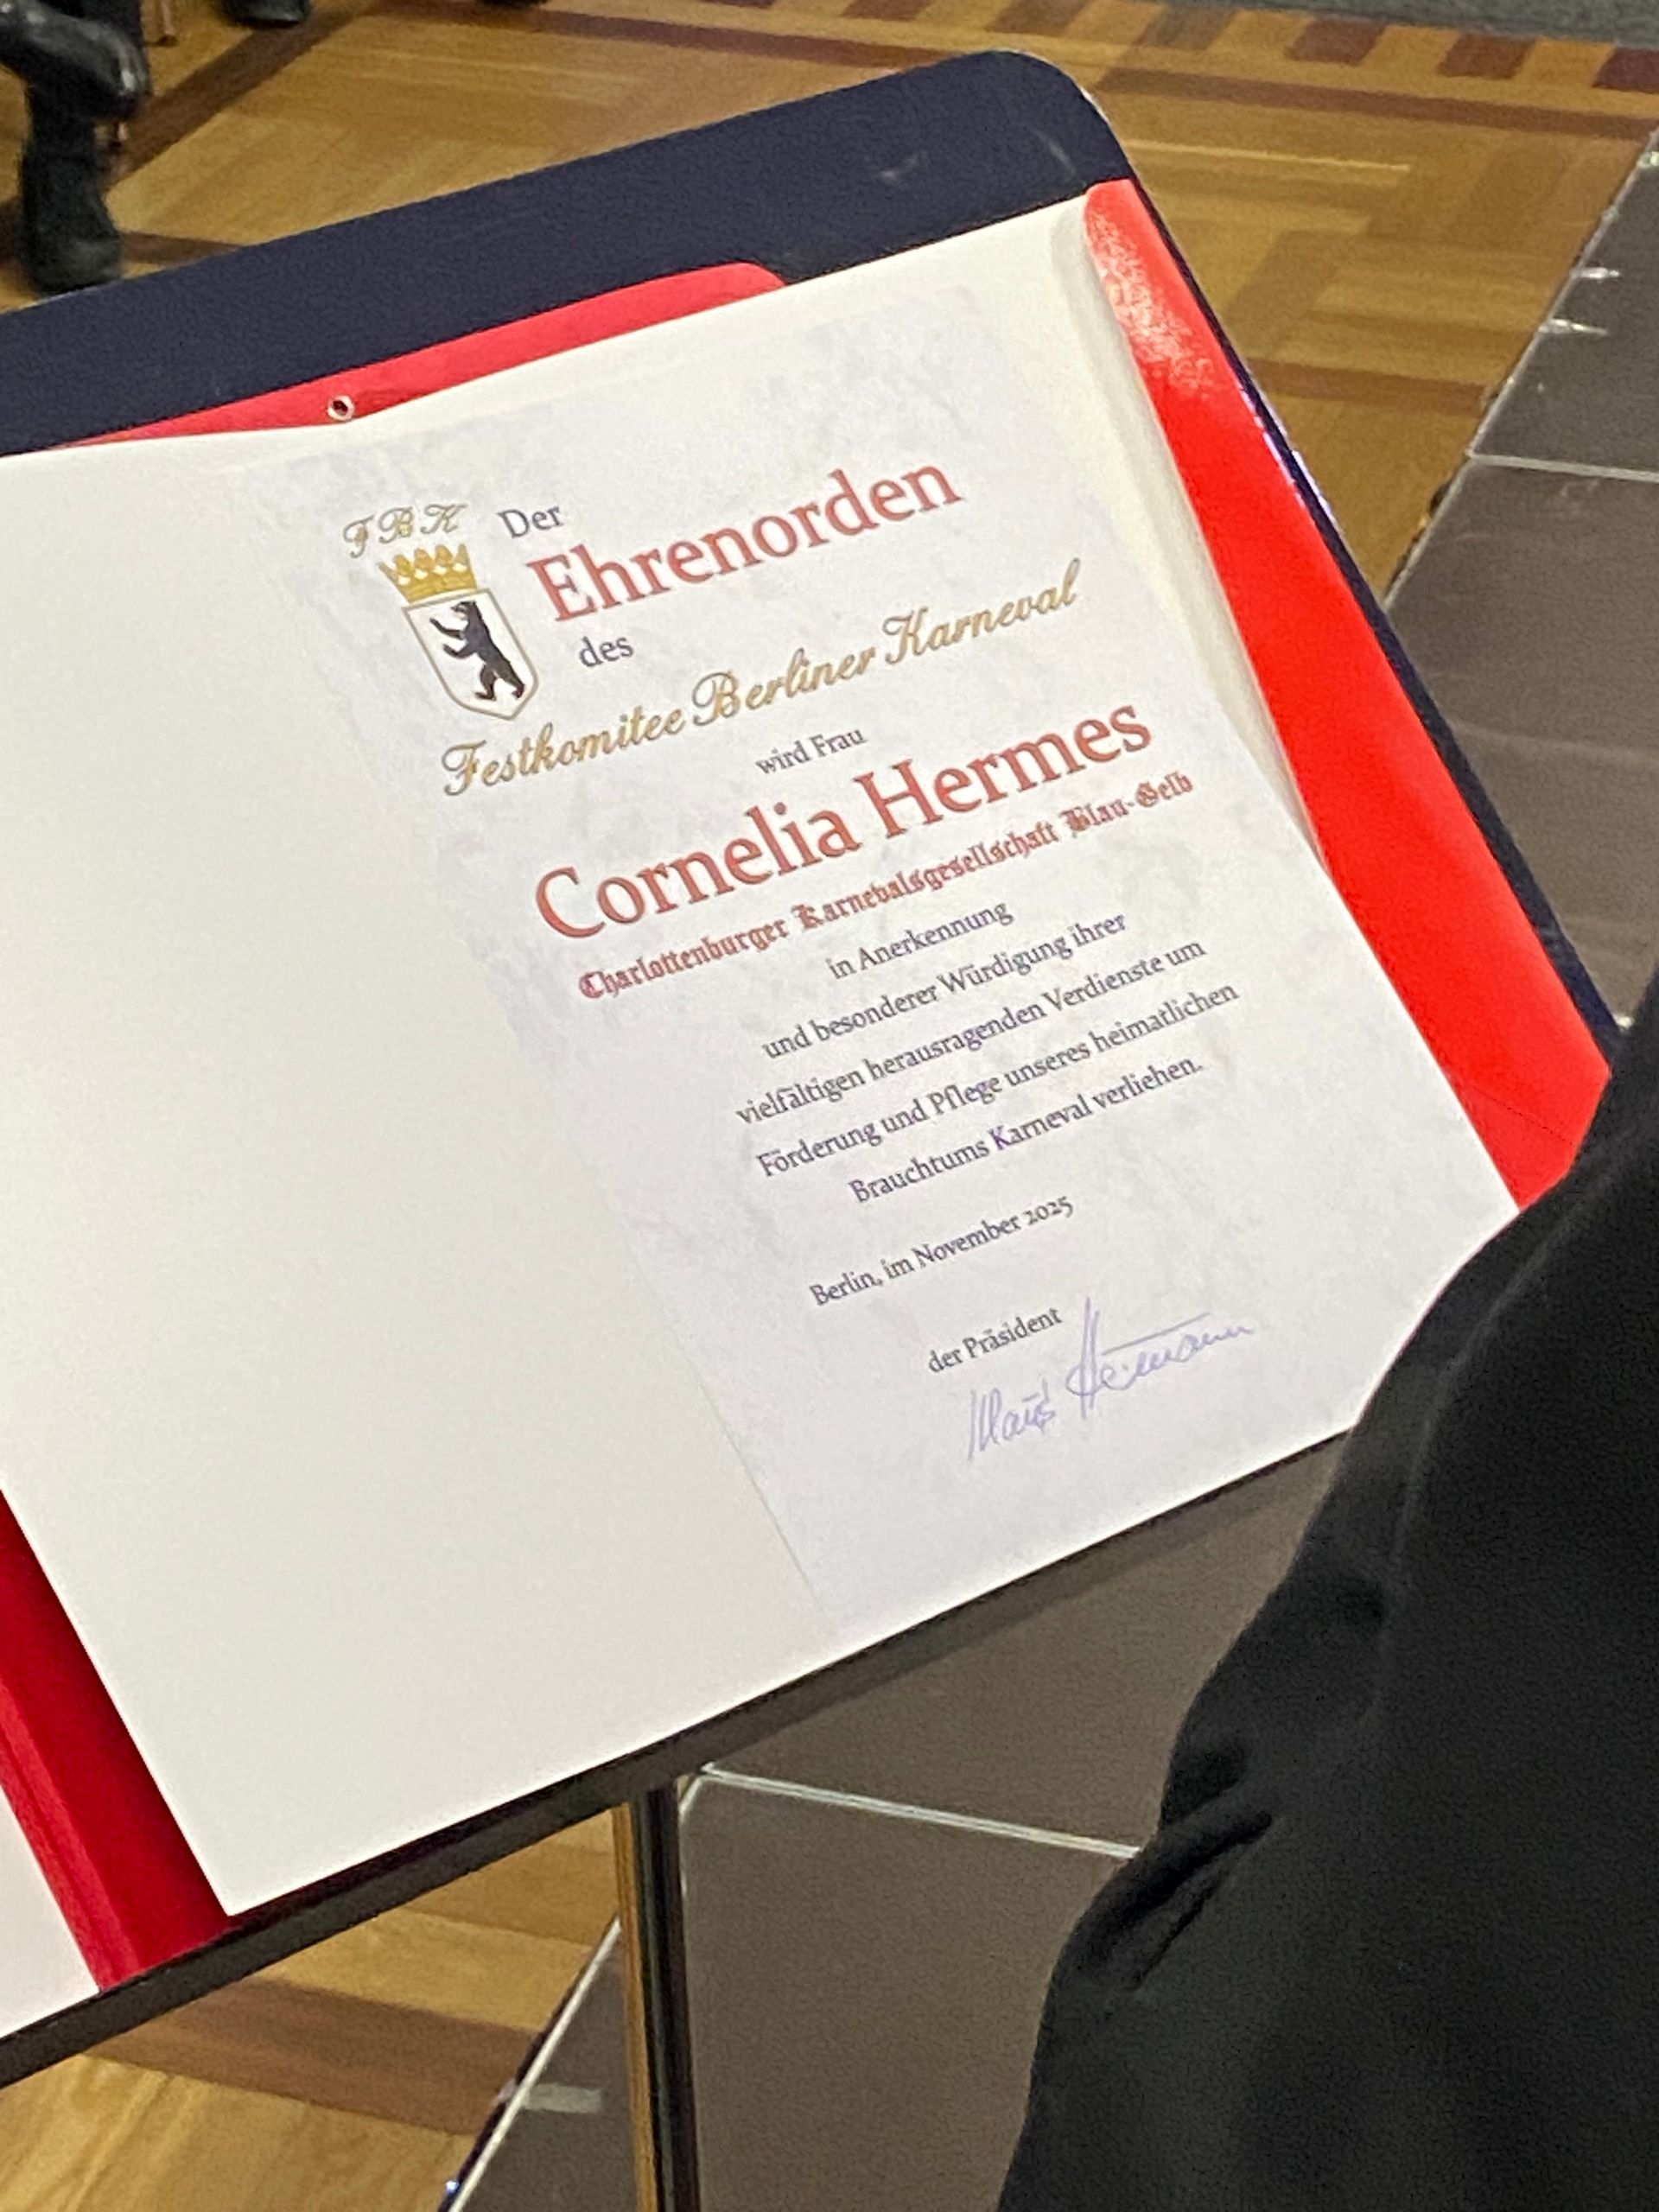 FBK
Der
Ehrenorden
des
Festkomitee Berliner Karneval
wird Frau
Cornelia Hermes
Charlottenburger Karnevalsgesellschaft Blau-Gelb
in Anerkennung
und besonderer Würdigung ihrer
vielfältigen herausragenden Verdienste um
Förderung und Pflege unseres heimatlichen
Brauchtums Karneval verliehen.
Berlin, im November 2025
der Präsident
Klaus Heimann